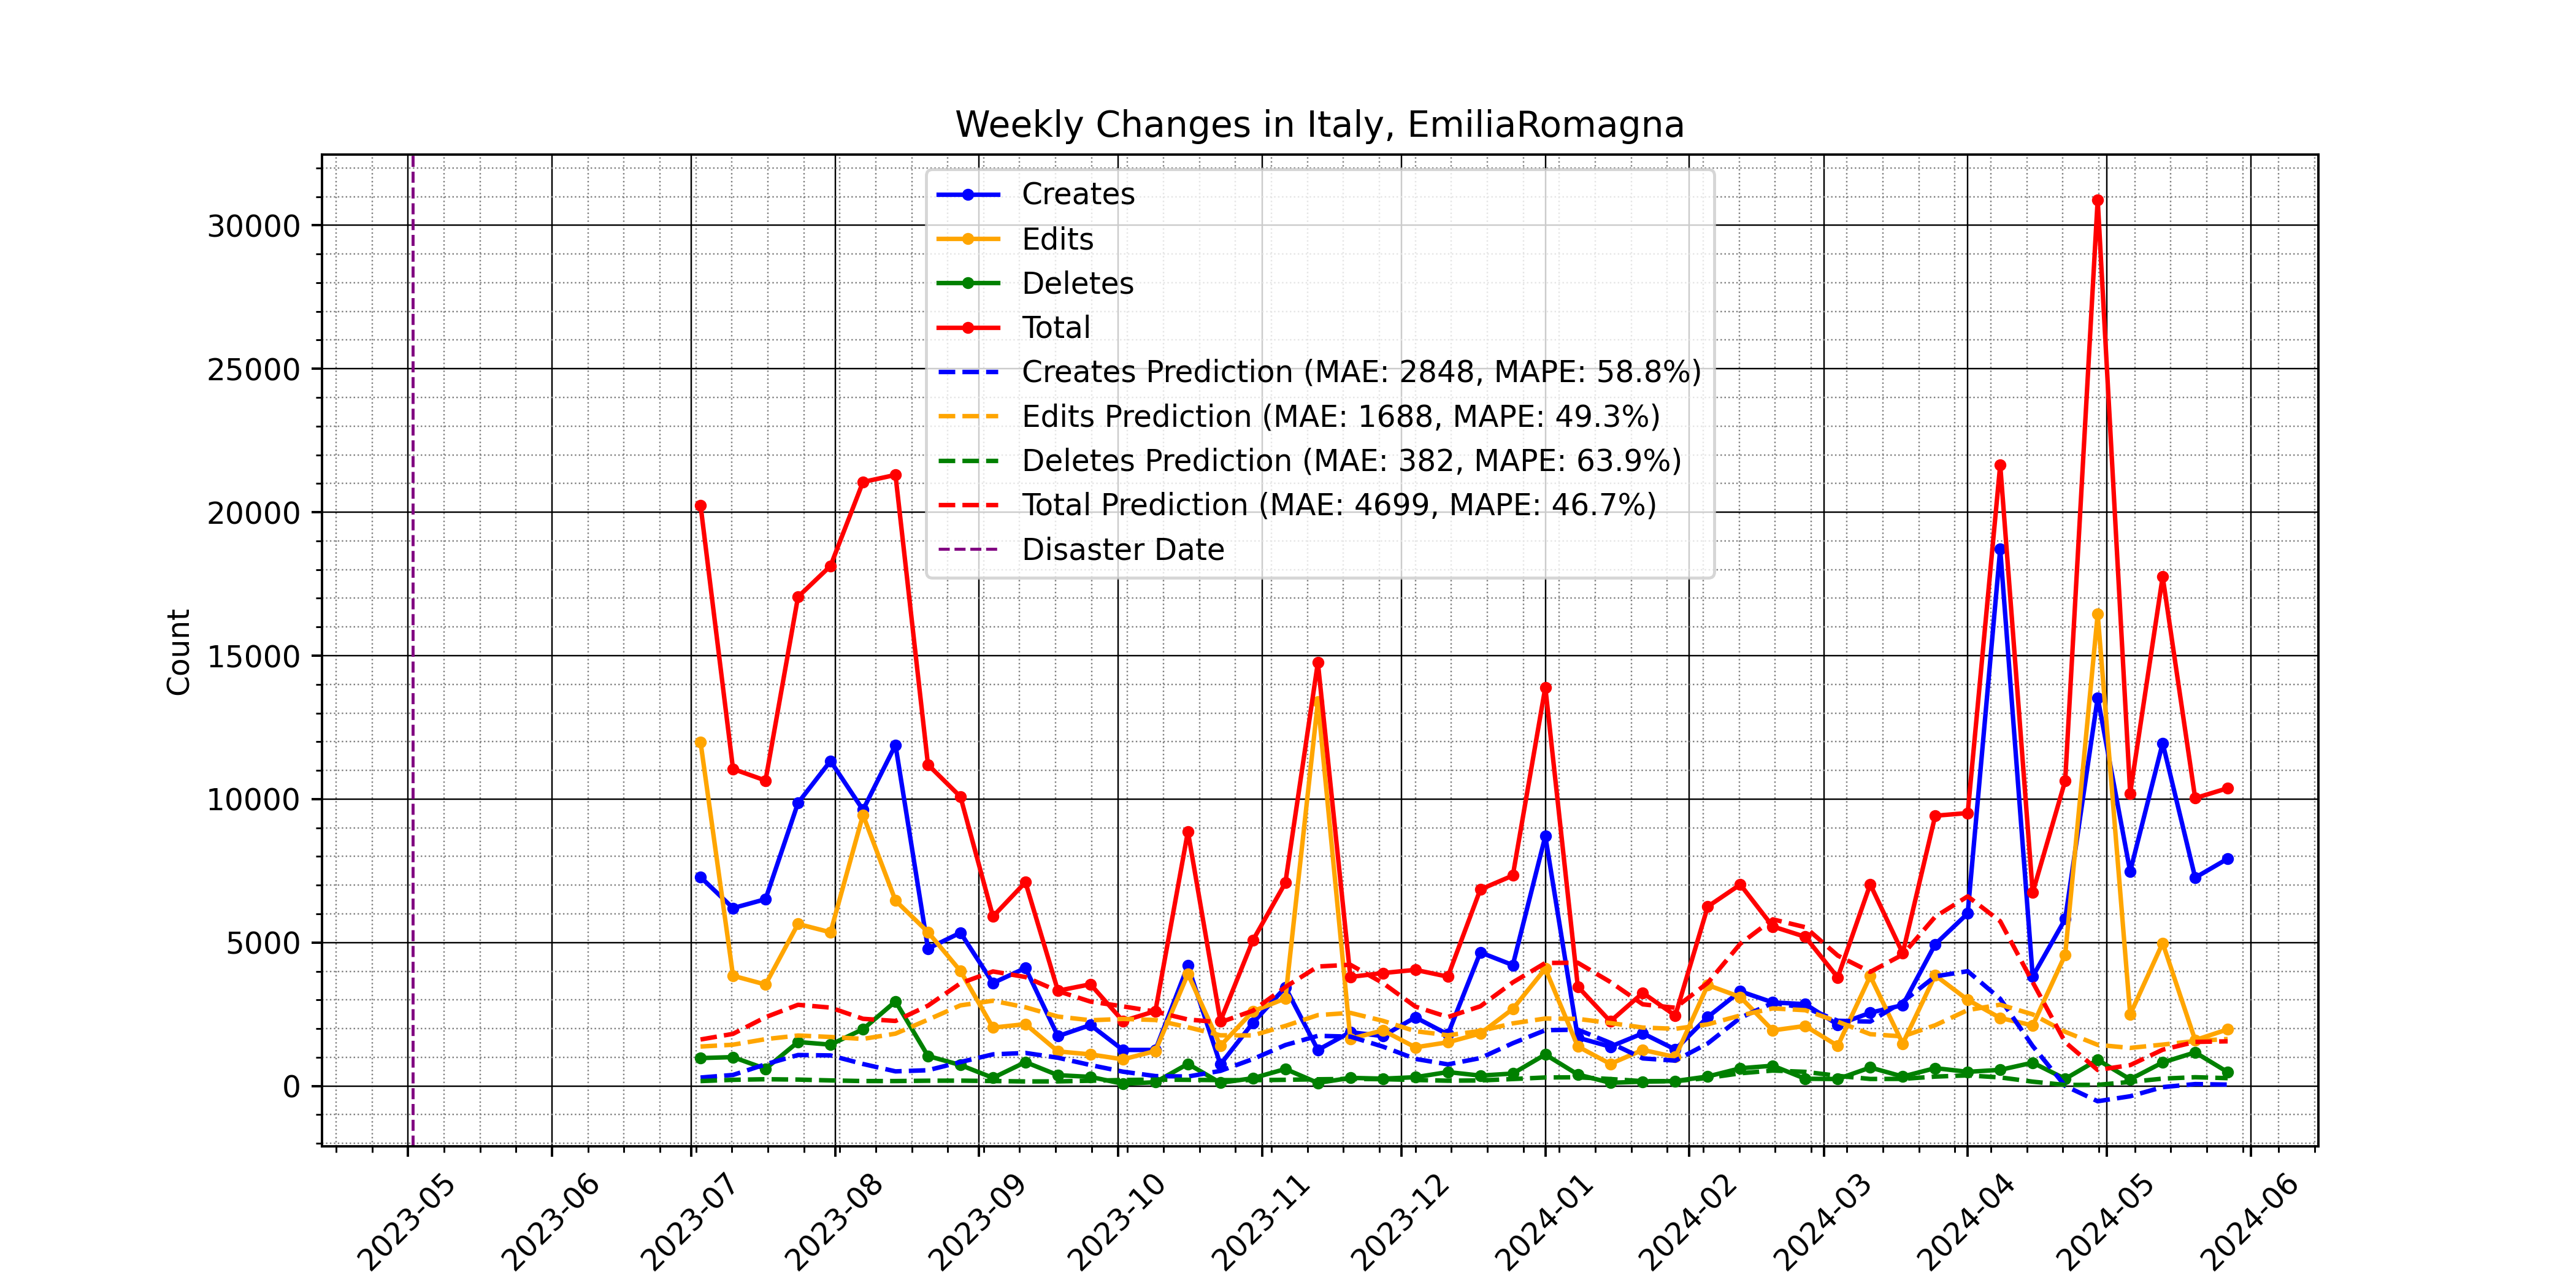 Weekly Changes in Italy, EmiliaRomagna
Creates
Edits
Deletes
Total
Creates Prediction (MAE: 2848, MAPE: 58.8%)
Edits Prediction (MAE: 1688, MAPE: 49.3%)
Deletes Prediction (MAE: 382, MAPE: 63.9%)
Total Prediction (MAE: 4699, MAPE: 46.7%)
Disaster Date
Count
30000
25000
20000
15000
10000
5000
0
2023-05
2023-06
2023-07
2023-08
2023-09
2023-10
2023-11
2023-12
2024-01
2024-02
2024-03
2024-04
2024-05
2024-06